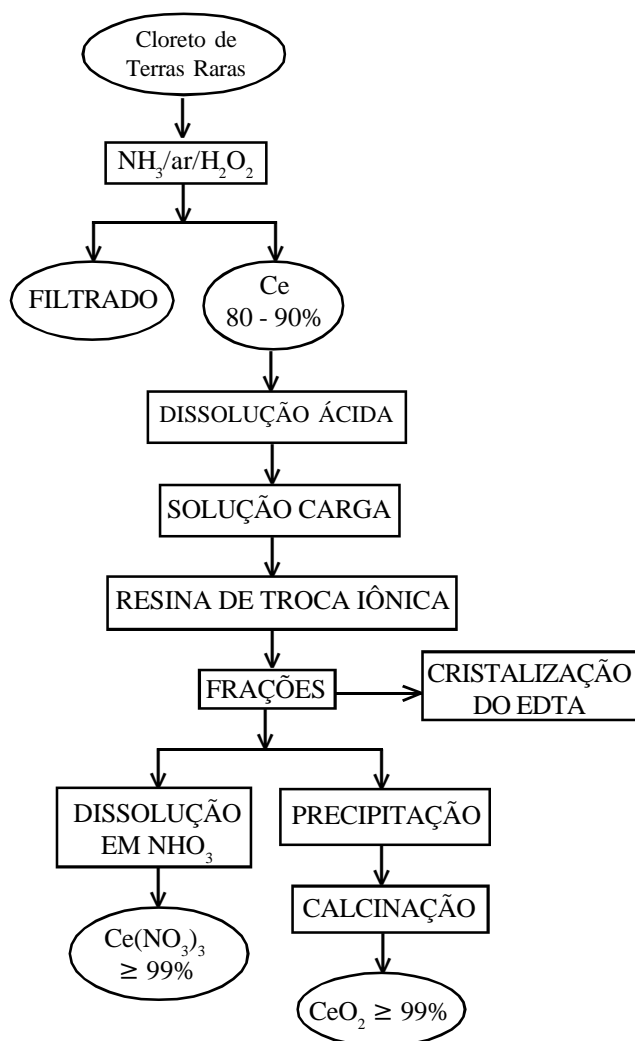 Cloreto de
Terras Raras
NH₃/ar/H₂O₂
FILTRADO
Ce
80 - 90%
DISSOLUÇÃO ÁCIDA
SOLUÇÃO CARGA
RESINA DE TROCA IÔNICA
FRAÇÕES
CRISTALIZAÇÃO
DO EDTA
DISSOLUÇÃO
EM NHO₃
PRECIPITAÇÃO
CALCINAÇÃO
Ce(NO₃)₃
≥ 99%
CeO₂ ≥ 99%